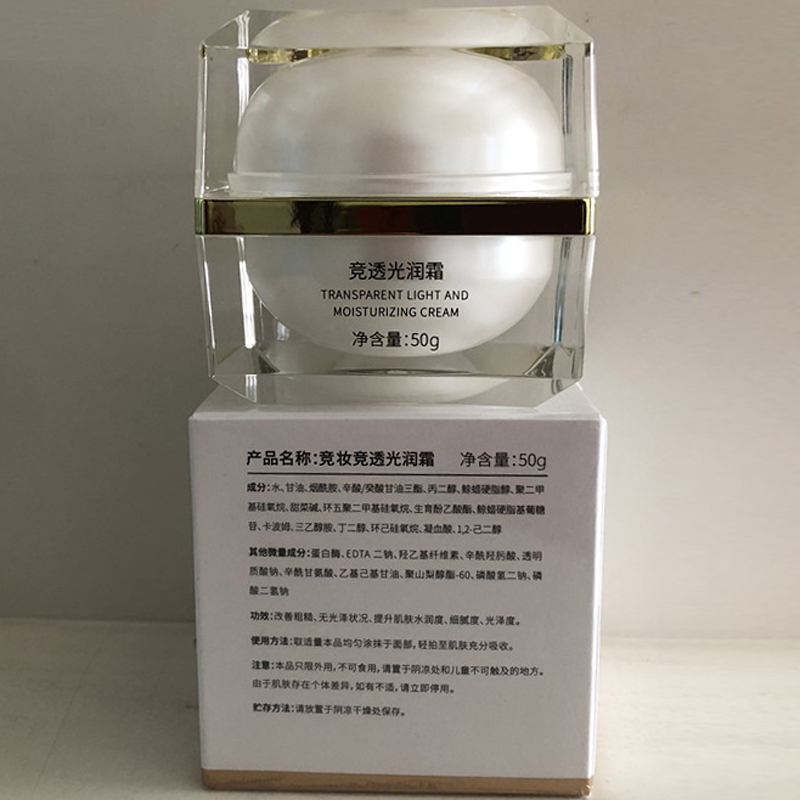 竞透光润霜
TRANSPARENT LIGHT AND
MOISTURIZING CREAM
净含量:50g
产品名称:竞妆竞透光润霜 净含量:50g
成分:水、甘油、烟酰胺、辛酸/癸酸甘油三酯、丙二醇、鲸蜡硬脂醇、聚二甲
基硅氧烷、甜菜碱、环五聚二甲基硅氧烷、生育酚乙酸酯、鲸蜡硬脂基葡糖
苷、卡波姆、三乙醇胺、丁二醇、环己硅氧烷、凝血酸、1,2-己二醇
其他微量成分:蛋白酶、EDTA 二钠、羟乙基纤维素、辛酰羟肟酸、透明
质酸钠、辛酰甘氨酸、乙基己基甘油、聚山梨醇酯-60、磷酸氢二钠、磷
酸二氢钠
功效:改善粗糙、无光泽状况、提升肌肤水润度、细腻度、光泽度。
使用方法:取适量本品均匀涂抹于面部,轻拍至肌肤充分吸收。
注意:本品只限外用,不可食用,请置于阴凉处和儿童不可触及的地方。
由于肌肤存在个体差异,如有不适,请立即停用。
贮存方法:请放置于阴凉干燥处保存。